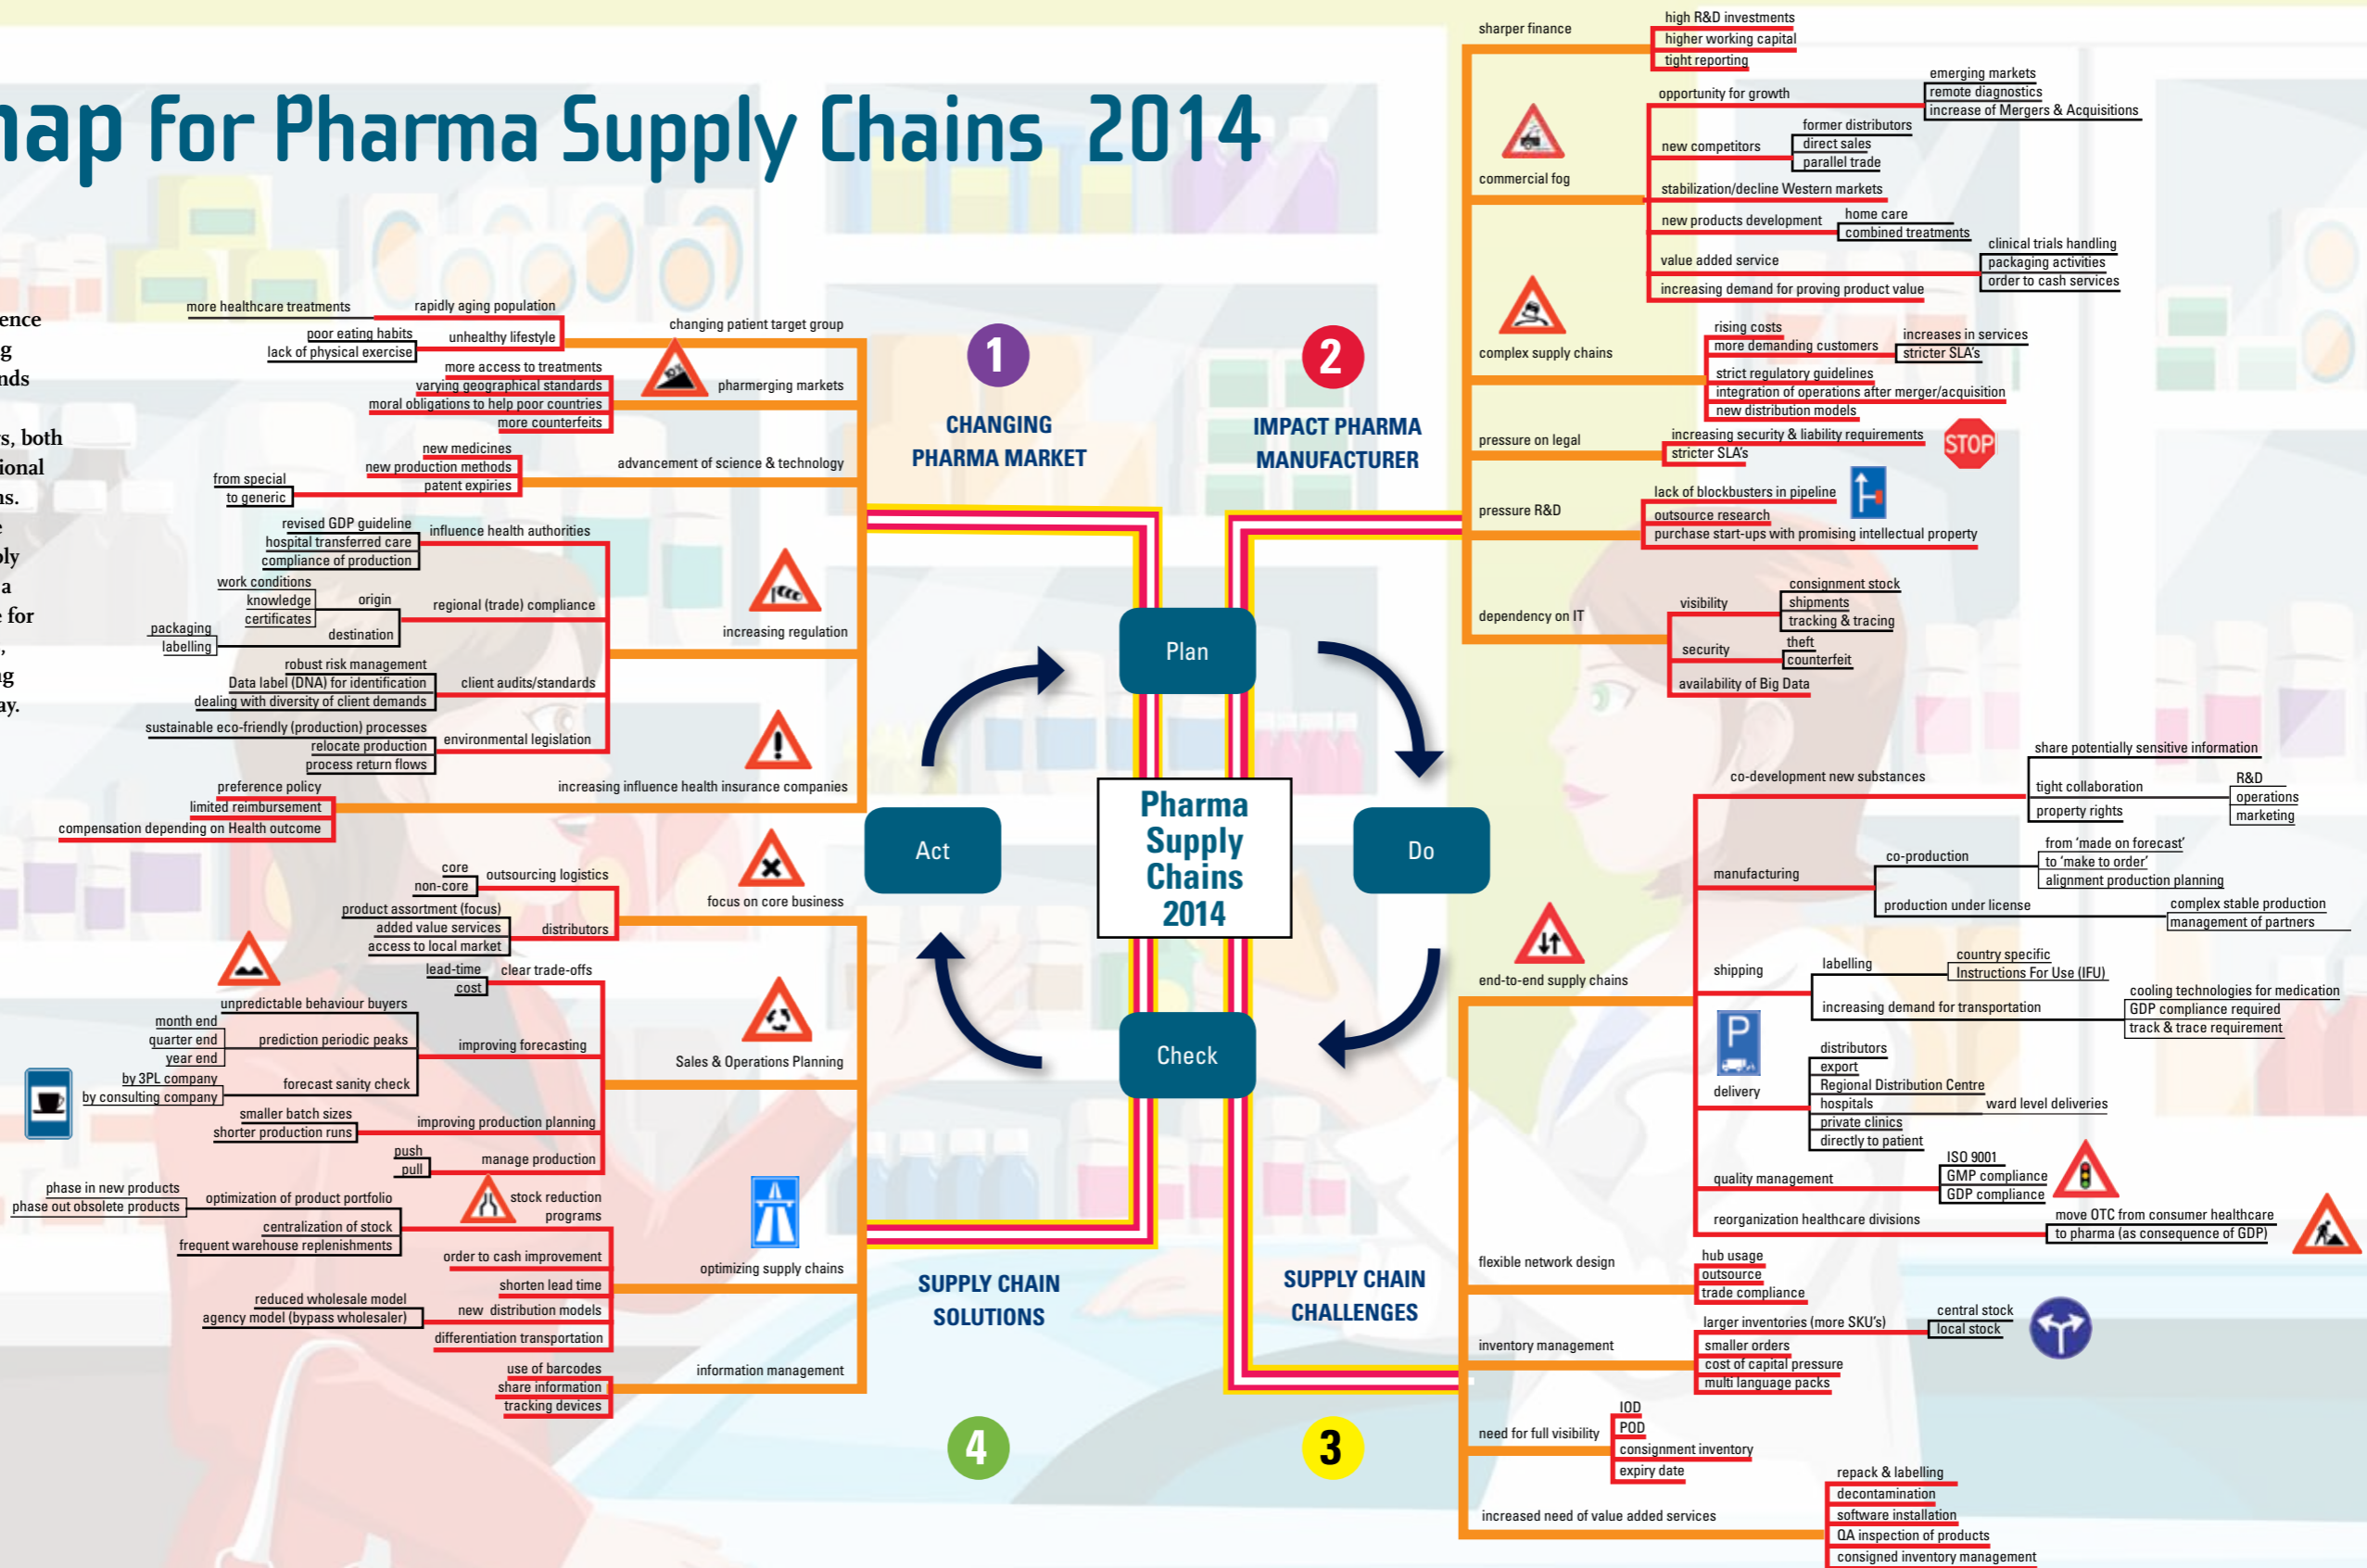 map for Pharma Supply Chains 2014
ence
g
nds
s, both
ional
ns.
e
ply
a
e for
,
ng
ay.
1
CHANGING
PHARMA MARKET
changing patient target group
rapidly aging population
more healthcare treatments
unhealthy lifestyle
poor eating habits
lack of physical exercise
10%
pharmerging markets
more access to treatments
varying geographical standards
moral obligations to help poor countries
more counterfeits
advancement of science & technology
new medicines
new production methods
patent expiries
from special
to generic
increasing regulation
influence health authorities
revised GDP guideline
hospital transferred care
compliance of production
regional (trade) compliance
origin
work conditions
knowledge
certificates
destination
packaging
labelling
client audits/standards
robust risk management
Data label (DNA) for identification
dealing with diversity of client demands
environmental legislation
sustainable eco-friendly (production) processes
relocate production
process return flows
increasing influence health insurance companies
preference policy
limited reimbursement
compensation depending on Health outcome
2
IMPACT PHARMA
MANUFACTURER
sharper finance
high R&D investments
higher working capital
tight reporting
commercial fog
opportunity for growth
emerging markets
remote diagnostics
increase of Mergers & Acquisitions
new competitors
former distributors
direct sales
parallel trade
stabilization/decline Western markets
new products development
home care
combined treatments
value added service
clinical trials handling
packaging activities
order to cash services
increasing demand for proving product value
complex supply chains
rising costs
more demanding customers
increases in services
stricter SLA's
strict regulatory guidelines
integration of operations after merger/acquisition
new distribution models
pressure on legal
increasing security & liability requirements
stricter SLA's
STOP
pressure R&D
lack of blockbusters in pipeline
outsource research
purchase start-ups with promising intellectual property
dependency on IT
visibility
consignment stock
shipments
tracking & tracing
security
theft
counterfeit
availability of Big Data
Plan
Do
Check
Act
Pharma
Supply
Chains
2014
3
SUPPLY CHAIN
CHALLENGES
end-to-end supply chains
co-development new substances
share potentially sensitive information
tight collaboration
R&D
operations
marketing
property rights
manufacturing
co-production
from ‘made on forecast’
to ‘make to order’
alignment production planning
production under license
complex stable production
management of partners
shipping
labelling
country specific
Instructions For Use (IFU)
increasing demand for transportation
cooling technologies for medication
GDP compliance required
track & trace requirement
P
delivery
distributors
export
Regional Distribution Centre
hospitals
ward level deliveries
private clinics
directly to patient
quality management
ISO 9001
GMP compliance
GDP compliance
reorganization healthcare divisions
move OTC from consumer healthcare
to pharma (as consequence of GDP)
flexible network design
hub usage
outsource
trade compliance
inventory management
larger inventories (more SKU's)
central stock
local stock
smaller orders
cost of capital pressure
multi language packs
need for full visibility
IOD
POD
consignment inventory
expiry date
increased need of value added services
repack & labelling
decontamination
software installation
QA inspection of products
consigned inventory management
4
SUPPLY CHAIN
SOLUTIONS
focus on core business
outsourcing logistics
core
non-core
distributors
product assortment (focus)
added value services
access to local market
Sales & Operations Planning
clear trade-offs
lead-time
cost
improving forecasting
unpredictable behaviour buyers
prediction periodic peaks
month end
quarter end
year end
forecast sanity check
by 3PL company
by consulting company
improving production planning
smaller batch sizes
shorter production runs
manage production
push
pull
optimizing supply chains
stock reduction
programs
optimization of product portfolio
phase in new products
phase out obsolete products
centralization of stock
frequent warehouse replenishments
order to cash improvement
shorten lead time
new distribution models
reduced wholesale model
agency model (bypass wholesaler)
differentiation transportation
information management
use of barcodes
share information
tracking devices